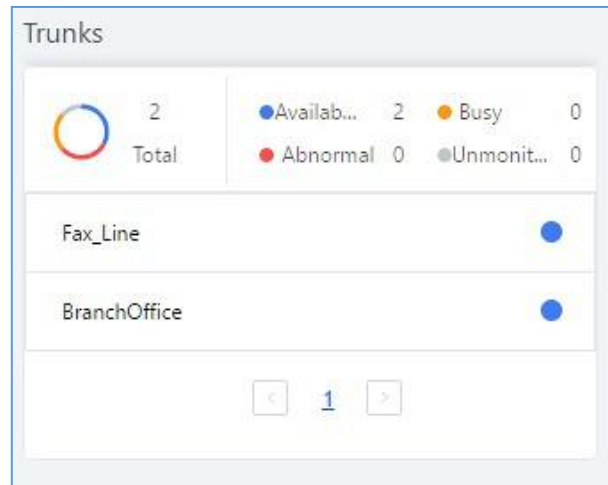 Trunks
2
Total
Availab... 2
Busy 0
Abnormal 0
Unmonit... 0
Fax_Line
BranchOffice
< 1 >